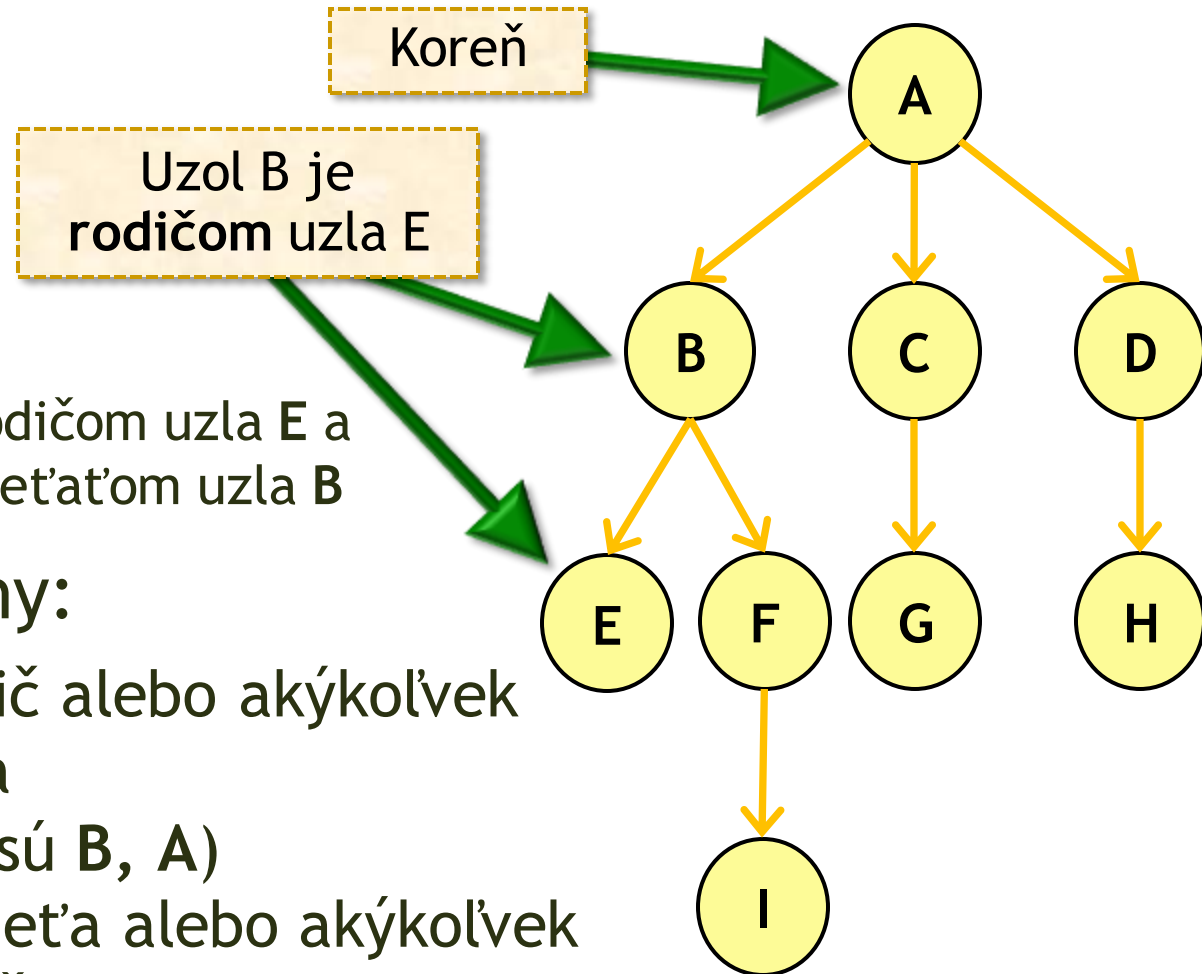 Koreň
A
Uzol B je
rodičom uzla E
B
C
D
odičom uzla E a
eťaťom uzla B
E
F
G
H
ny:
ič alebo akýkoľvek
a
sú B, A)
I
eťa alebo akýkoľvek